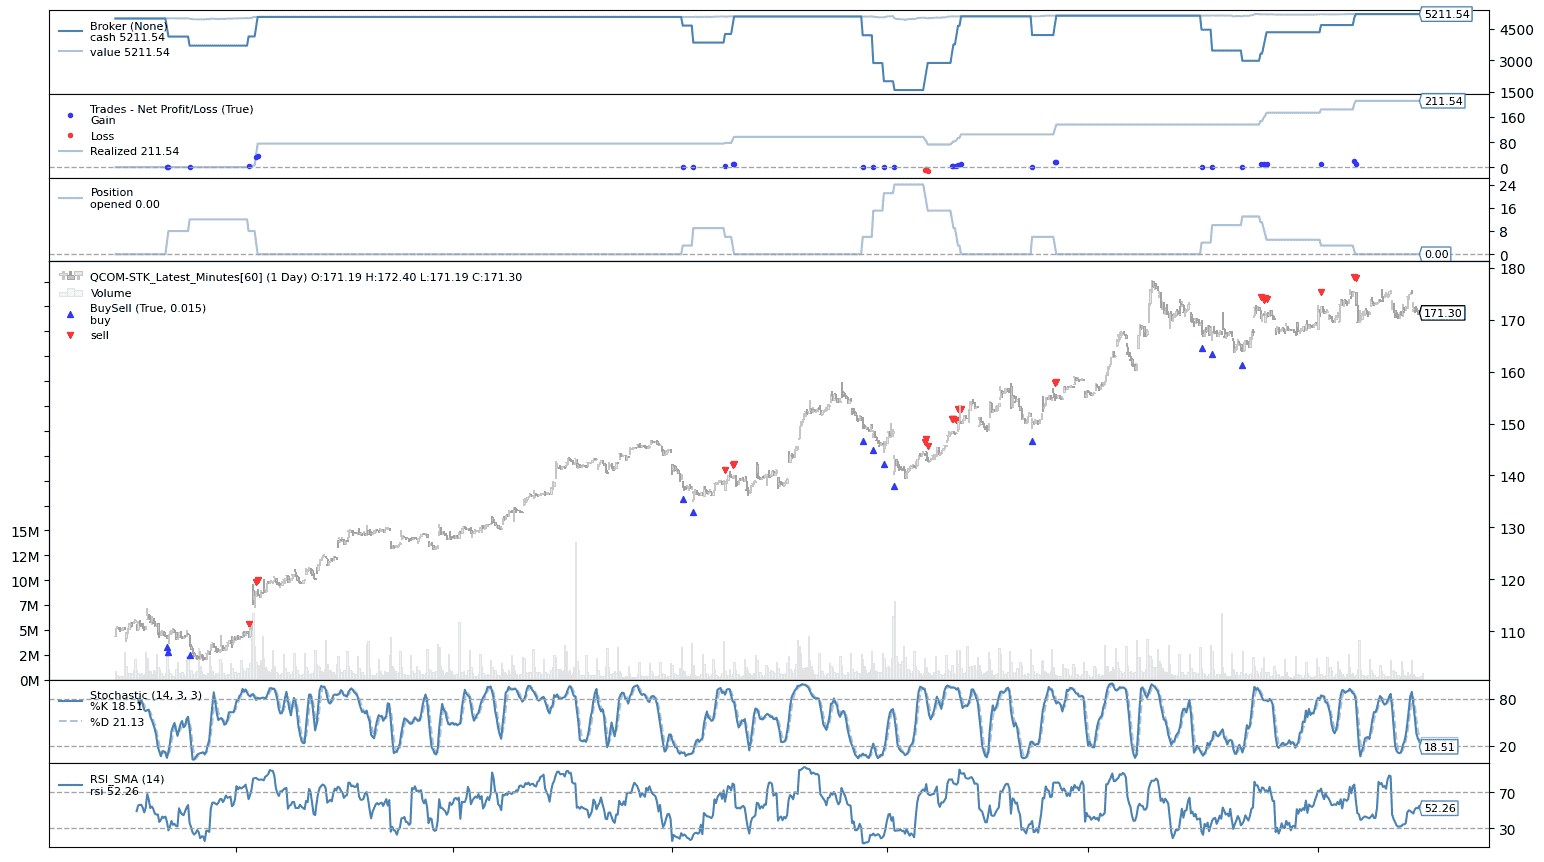 Broker (None)
cash 5211.54
value 5211.54
5211.54
4500
3000
1500
Trades - Net Profit/Loss (True)
Gain
Loss
Realized 211.54
211.54
160
80
0
Position
opened 0.00
24
16
8
0
0.00
QCOM-STK_Latest_Minutes[60] (1 Day) O:171.19 H:172.40 L:171.19 C:171.30
Volume
BuySell (True, 0.015)
buy
sell
180
171.30
170
160
150
140
130
120
110
15M
12M
10M
7M
5M
2M
0M
Stochastic (14, 3, 3)
%K 18.51
%D 21.13
80
20
18.51
RSI_SMA (14)
rsi 52.26
70
52.26
30